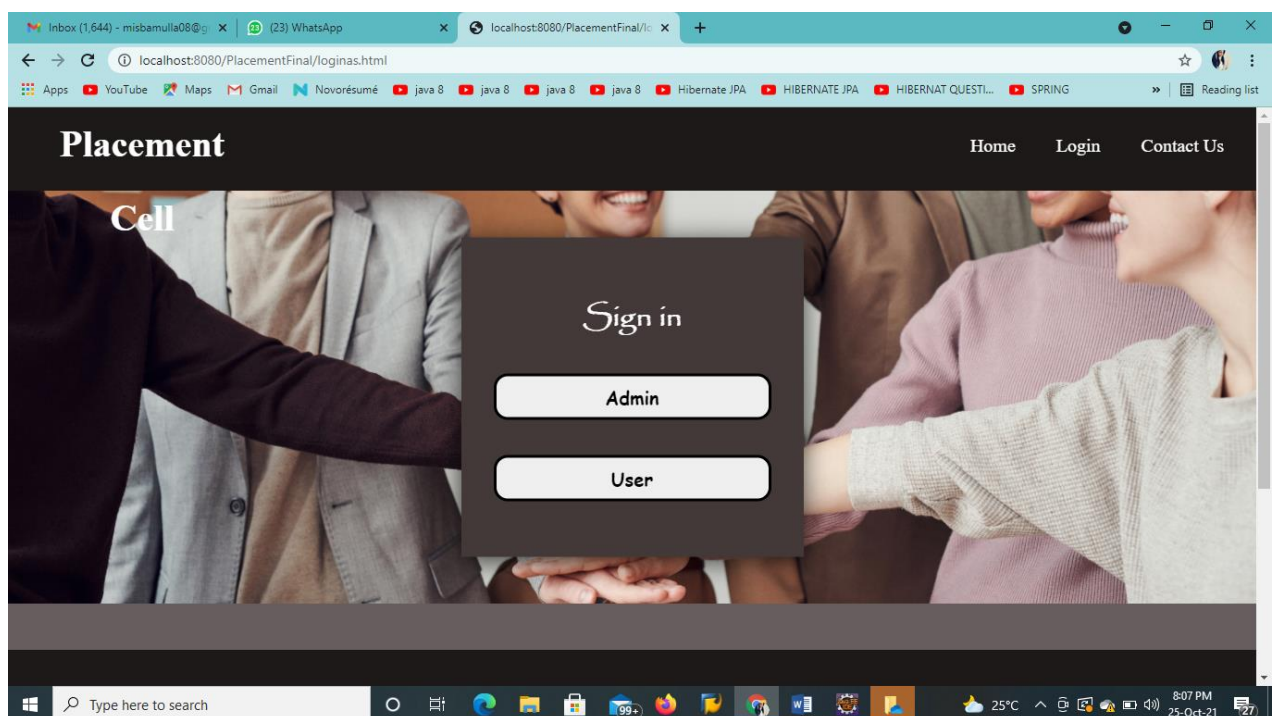 Inbox (1,644) - misbamulla08@g
(23) WhatsApp
localhost:8080/PlacementFinal/lo
localhost:8080/PlacementFinal/loginas.html
Apps YouTube Maps Gmail Novorésumé java 8 java 8 java 8 java 8 Hibernate JPA HIBERNATE JPA HIBERNAT QUESTI... SPRING » Reading list
Placement
Home Login Contact Us
Cell
Sign in
Admin
User
Type here to search
99+
25°C
8:07 PM
25-Oct-21
27